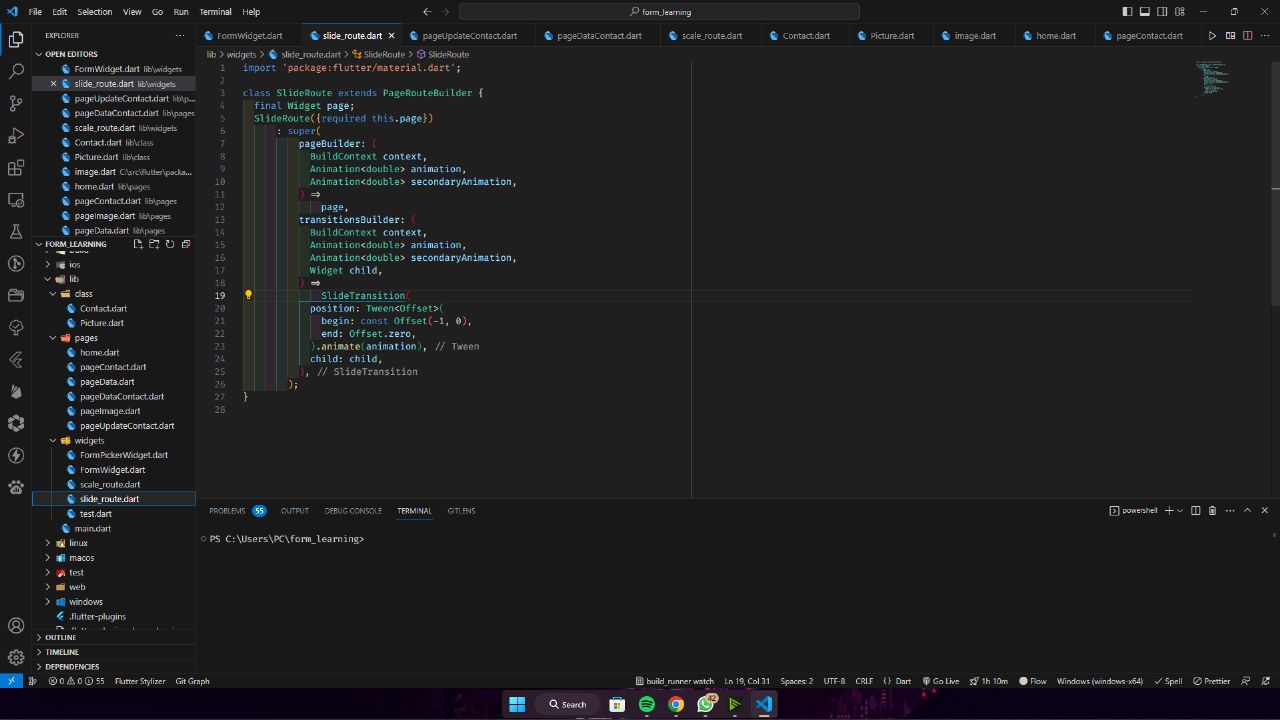 File Edit Selection View Go Run Terminal Help
form_learning
EXPLORER
OPEN EDITORS
FormWidget.dart lib\widgets
slide_route.dart lib\widgets
pageUpdateContact.dart lib\p...
pageDataContact.dart lib\pages
scale_route.dart lib\widgets
Contact.dart lib\class
Picture.dart lib\class
image.dart C:\src\flutter\packa...
home.dart lib\pages
pageContact.dart lib\pages
pageImage.dart lib\pages
pageData.dart lib\pages
FORM_LEARNING
build
ios
lib
class
Contact.dart
Picture.dart
pages
home.dart
pageContact.dart
pageData.dart
pageDataContact.dart
pageImage.dart
pageUpdateContact.dart
widgets
FormPickerWidget.dart
FormWidget.dart
scale_route.dart
slide_route.dart
test.dart
main.dart
linux
macos
test
web
windows
.flutter-plugins
OUTLINE
TIMELINE
DEPENDENCIES
FormWidget.dart slide_route.dart pageUpdateContact.dart pageDataContact.dart scale_route.dart Contact.dart Picture.dart image.dart home.dart pageContact.dart
lib > widgets > slide_route.dart > SlideRoute > SlideRoute
1 import 'package:flutter/material.dart';
2
3 class SlideRoute extends PageRouteBuilder {
4 final Widget page;
5 SlideRoute({required this.page})
6 : super(
7 pageBuilder: (
8 BuildContext context,
9 Animation<double> animation,
10 Animation<double> secondaryAnimation,
11 ) =>
12 page,
13 transitionsBuilder: (
14 BuildContext context,
15 Animation<double> animation,
16 Animation<double> secondaryAnimation,
17 Widget child,
18 ) =>
19 SlideTransition(
20 position: Tween<Offset>(
21 begin: const Offset(-1, 0),
22 end: Offset.zero,
23 ).animate(animation), // Tween
24 child: child,
25 ), // SlideTransition
26 );
27 }
28
PROBLEMS 55 OUTPUT DEBUG CONSOLE TERMINAL GITLENS
powershell
PS C:\Users\PC\form_learning>
0 0 55 Flutter Stylizer Git Graph
build_runner watch Ln 19, Col 31 Spaces: 2 UTF-8 CRLF {} Dart Go Live 1h 10m Flow Windows (windows-x64) Spell Prettier
Search
42